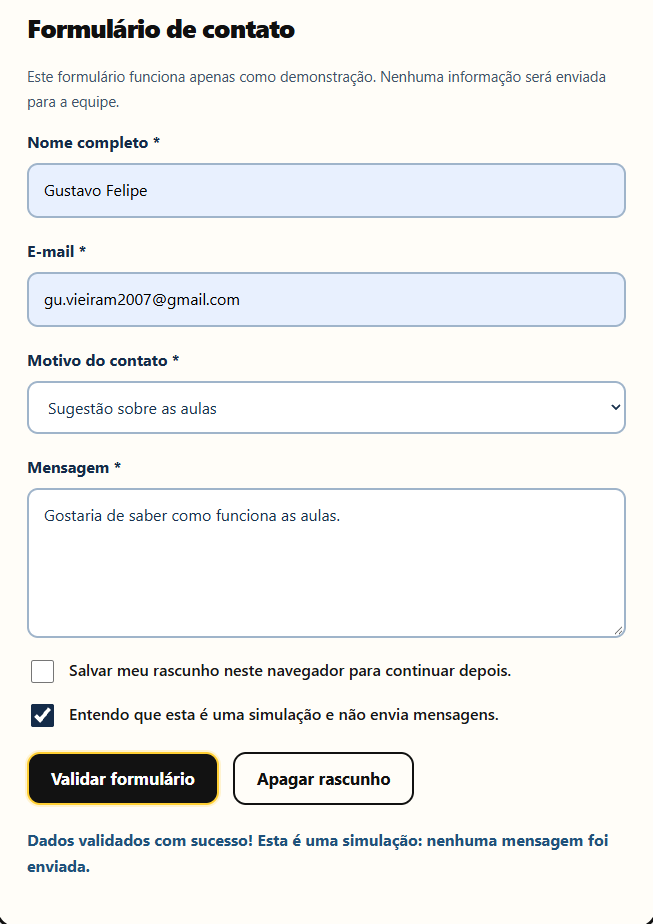 Formulário de contato
Este formulário funciona apenas como demonstração. Nenhuma informação será enviada
para a equipe.
Nome completo *
Gustavo Felipe
E-mail *
gu.vieiram2007@gmail.com
Motivo do contato *
Sugestão sobre as aulas
Mensagem *
Gostaria de saber como funciona as aulas.
Salvar meu rascunho neste navegador para continuar depois.
Entendo que esta é uma simulação e não envia mensagens.
Validar formulário Apagar rascunho
Dados validados com sucesso! Esta é uma simulação: nenhuma mensagem foi
enviada.